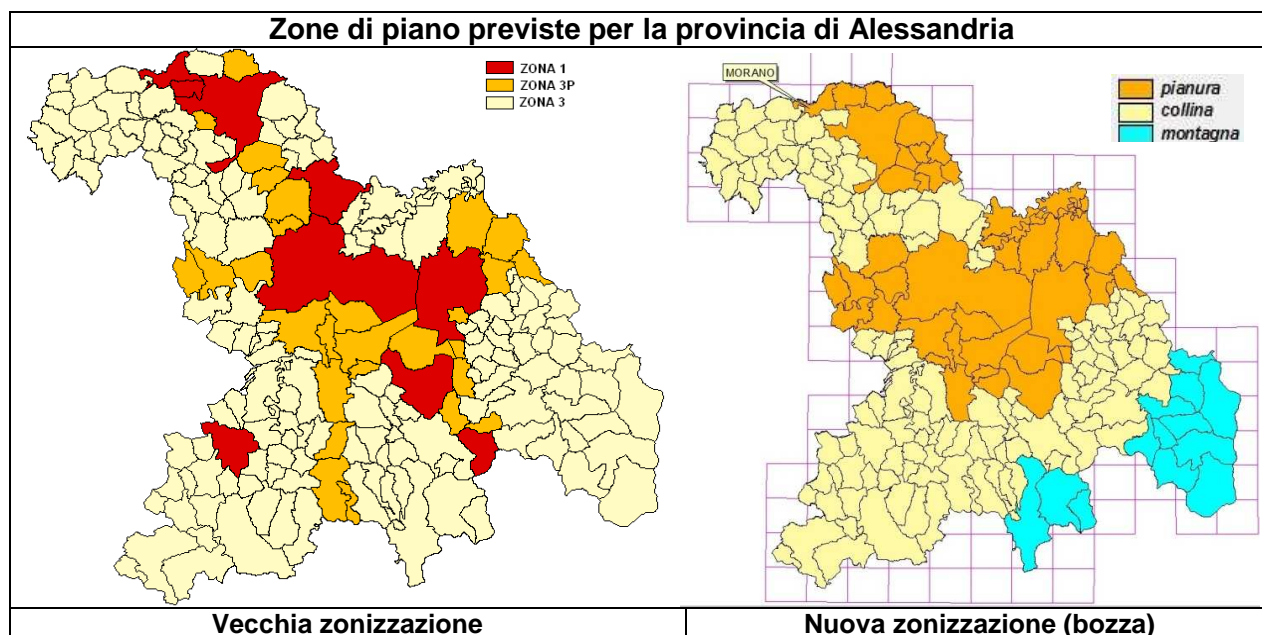 Zone di piano previste per la provincia di Alessandria
ZONA 1
ZONA 3P
ZONA 3
MORANO
pianura
collina
montagna
Vecchia zonizzazione
Nuova zonizzazione (bozza)